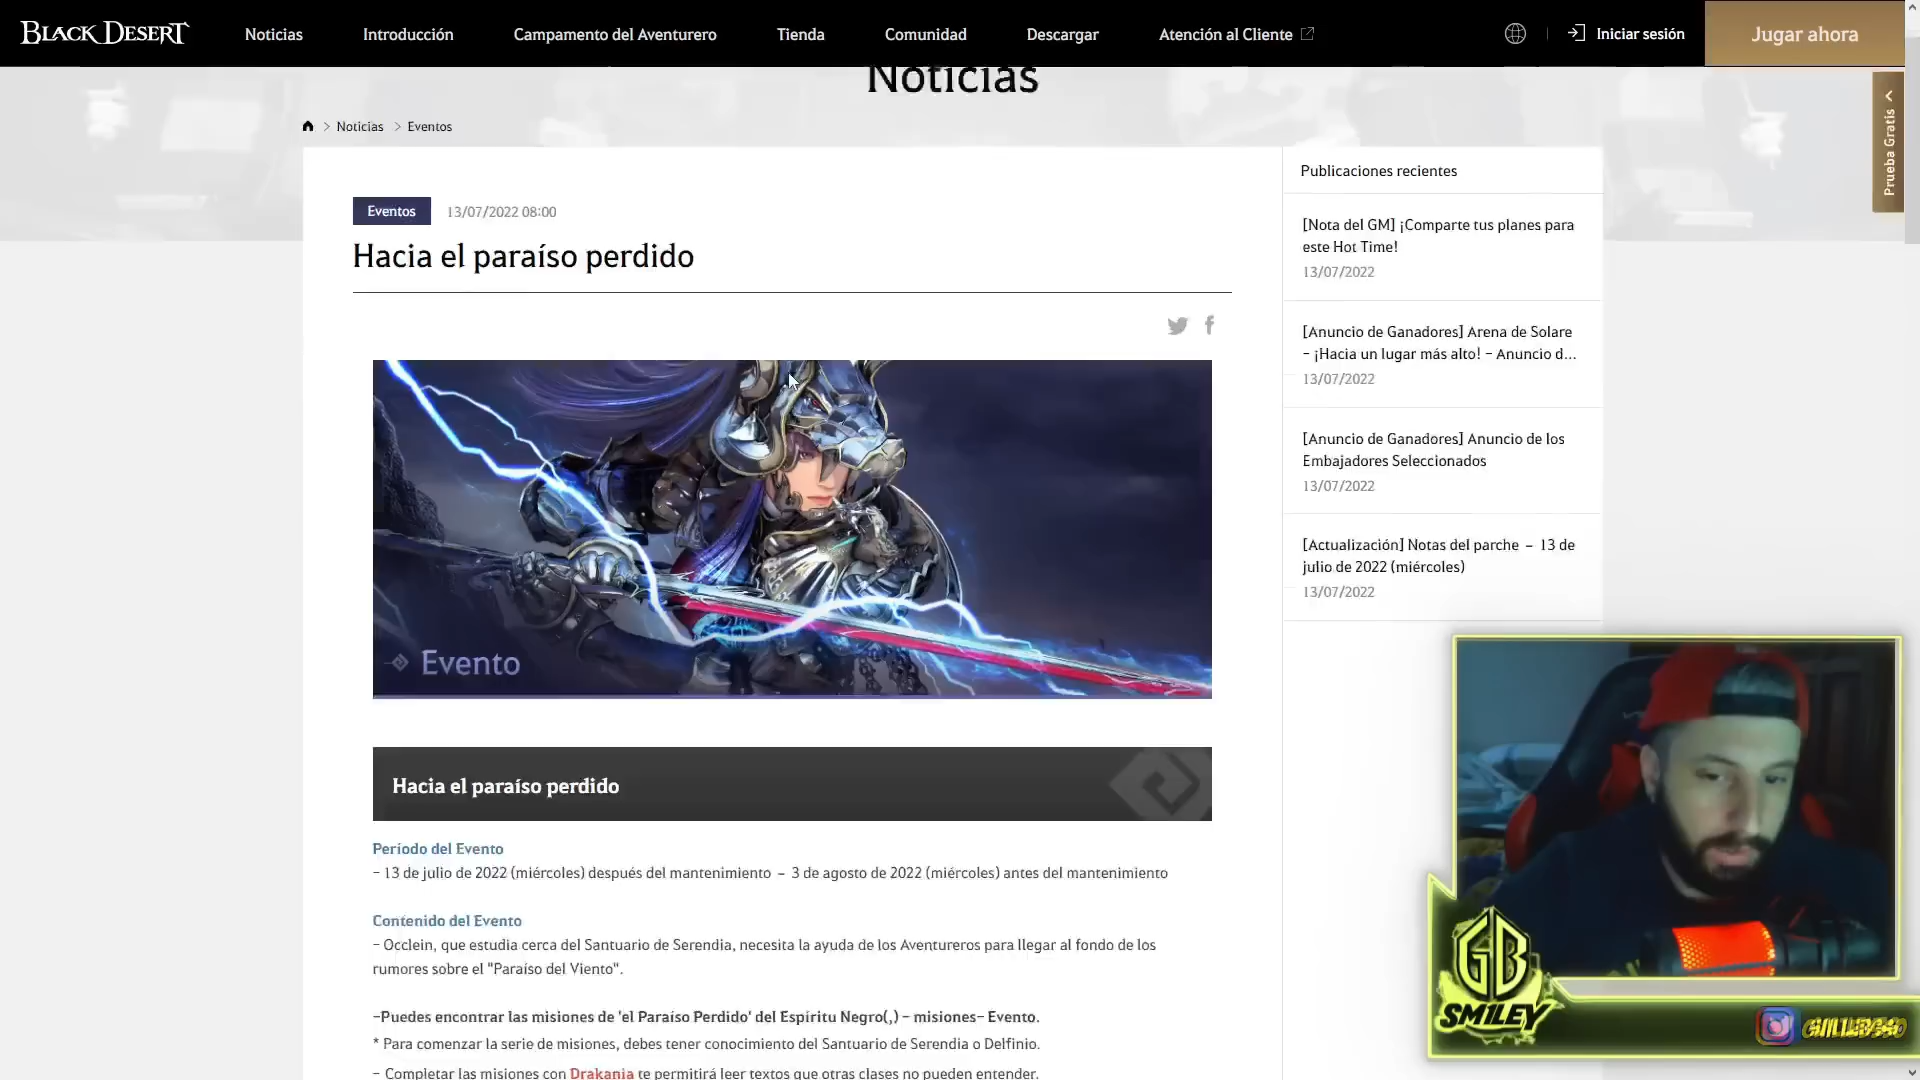 BLACK DESERT
Noticias
Introducción
Campamento del Aventurero
Tienda
Comunidad
Descargar
Atención al Cliente
Iniciar sesión
Jugar ahora
Noticias
Prueba Gratis
Noticias > Eventos
Eventos 13/07/2022 08:00
Hacia el paraíso perdido
Evento
Hacia el paraíso perdido
Período del Evento
- 13 de julio de 2022 (miércoles) después del mantenimiento - 3 de agosto de 2022 (miércoles) antes del mantenimiento
Contenido del Evento
- Occlein, que estudia cerca del Santuario de Serendia, necesita la ayuda de los Aventureros para llegar al fondo de los
rumores sobre el "Paraíso del Viento".
-Puedes encontrar las misiones de 'el Paraíso Perdido' del Espíritu Negro(,) - misiones- Evento.
* Para comenzar la serie de misiones, debes tener conocimiento del Santuario de Serendia o Delfinio.
- Completar las misiones con Drakania te permitirá leer textos que otras clases no pueden entender.
Publicaciones recientes
[Nota del GM] ¡Comparte tus planes para
este Hot Time!
13/07/2022
[Anuncio de Ganadores] Arena de Solare
- ¡Hacia un lugar más alto! - Anuncio d...
13/07/2022
[Anuncio de Ganadores] Anuncio de los
Embajadores Seleccionados
13/07/2022
[Actualización] Notas del parche - 13 de
julio de 2022 (miércoles)
13/07/2022
GB
SMILEY